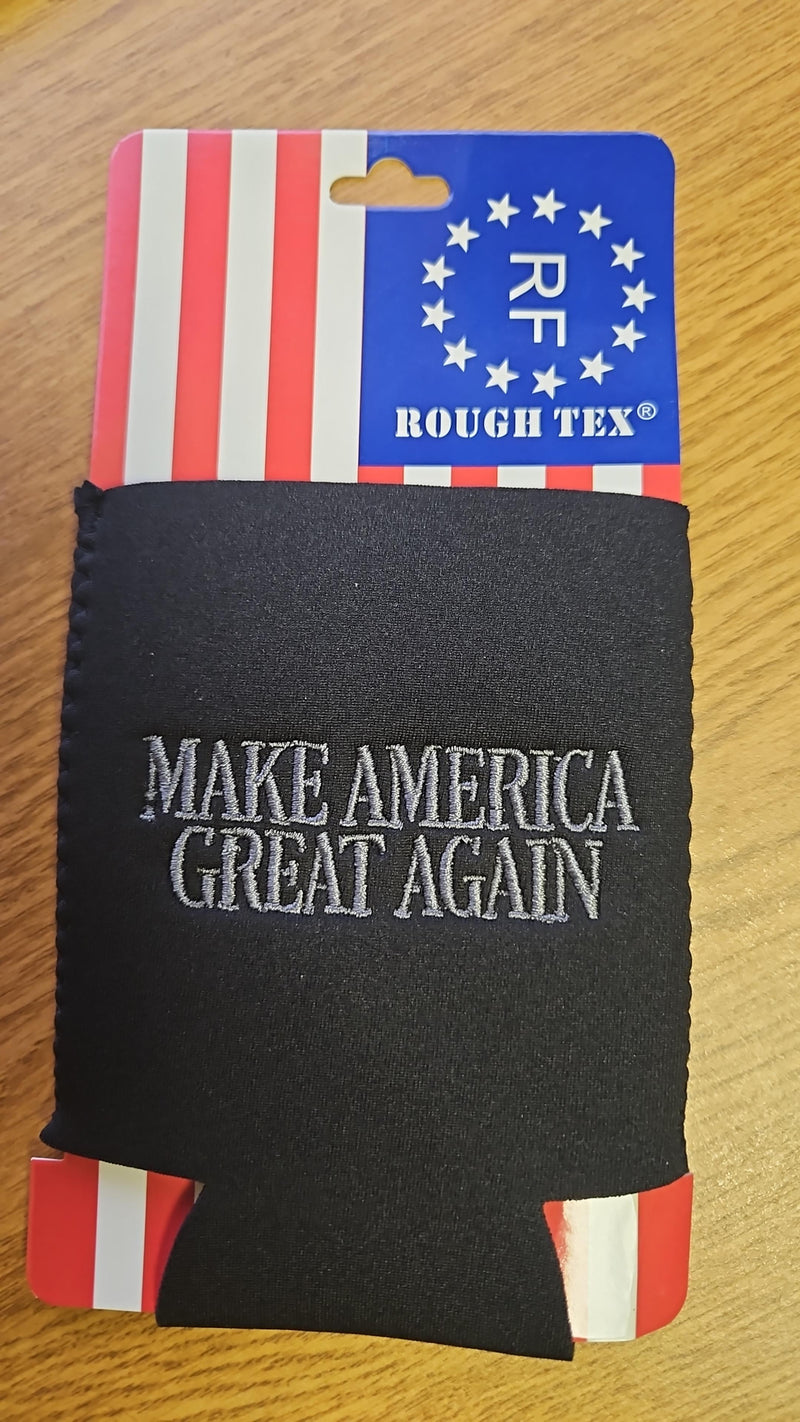 RF
ROUGH TEX®
MAKE AMERICA
GREAT AGAIN